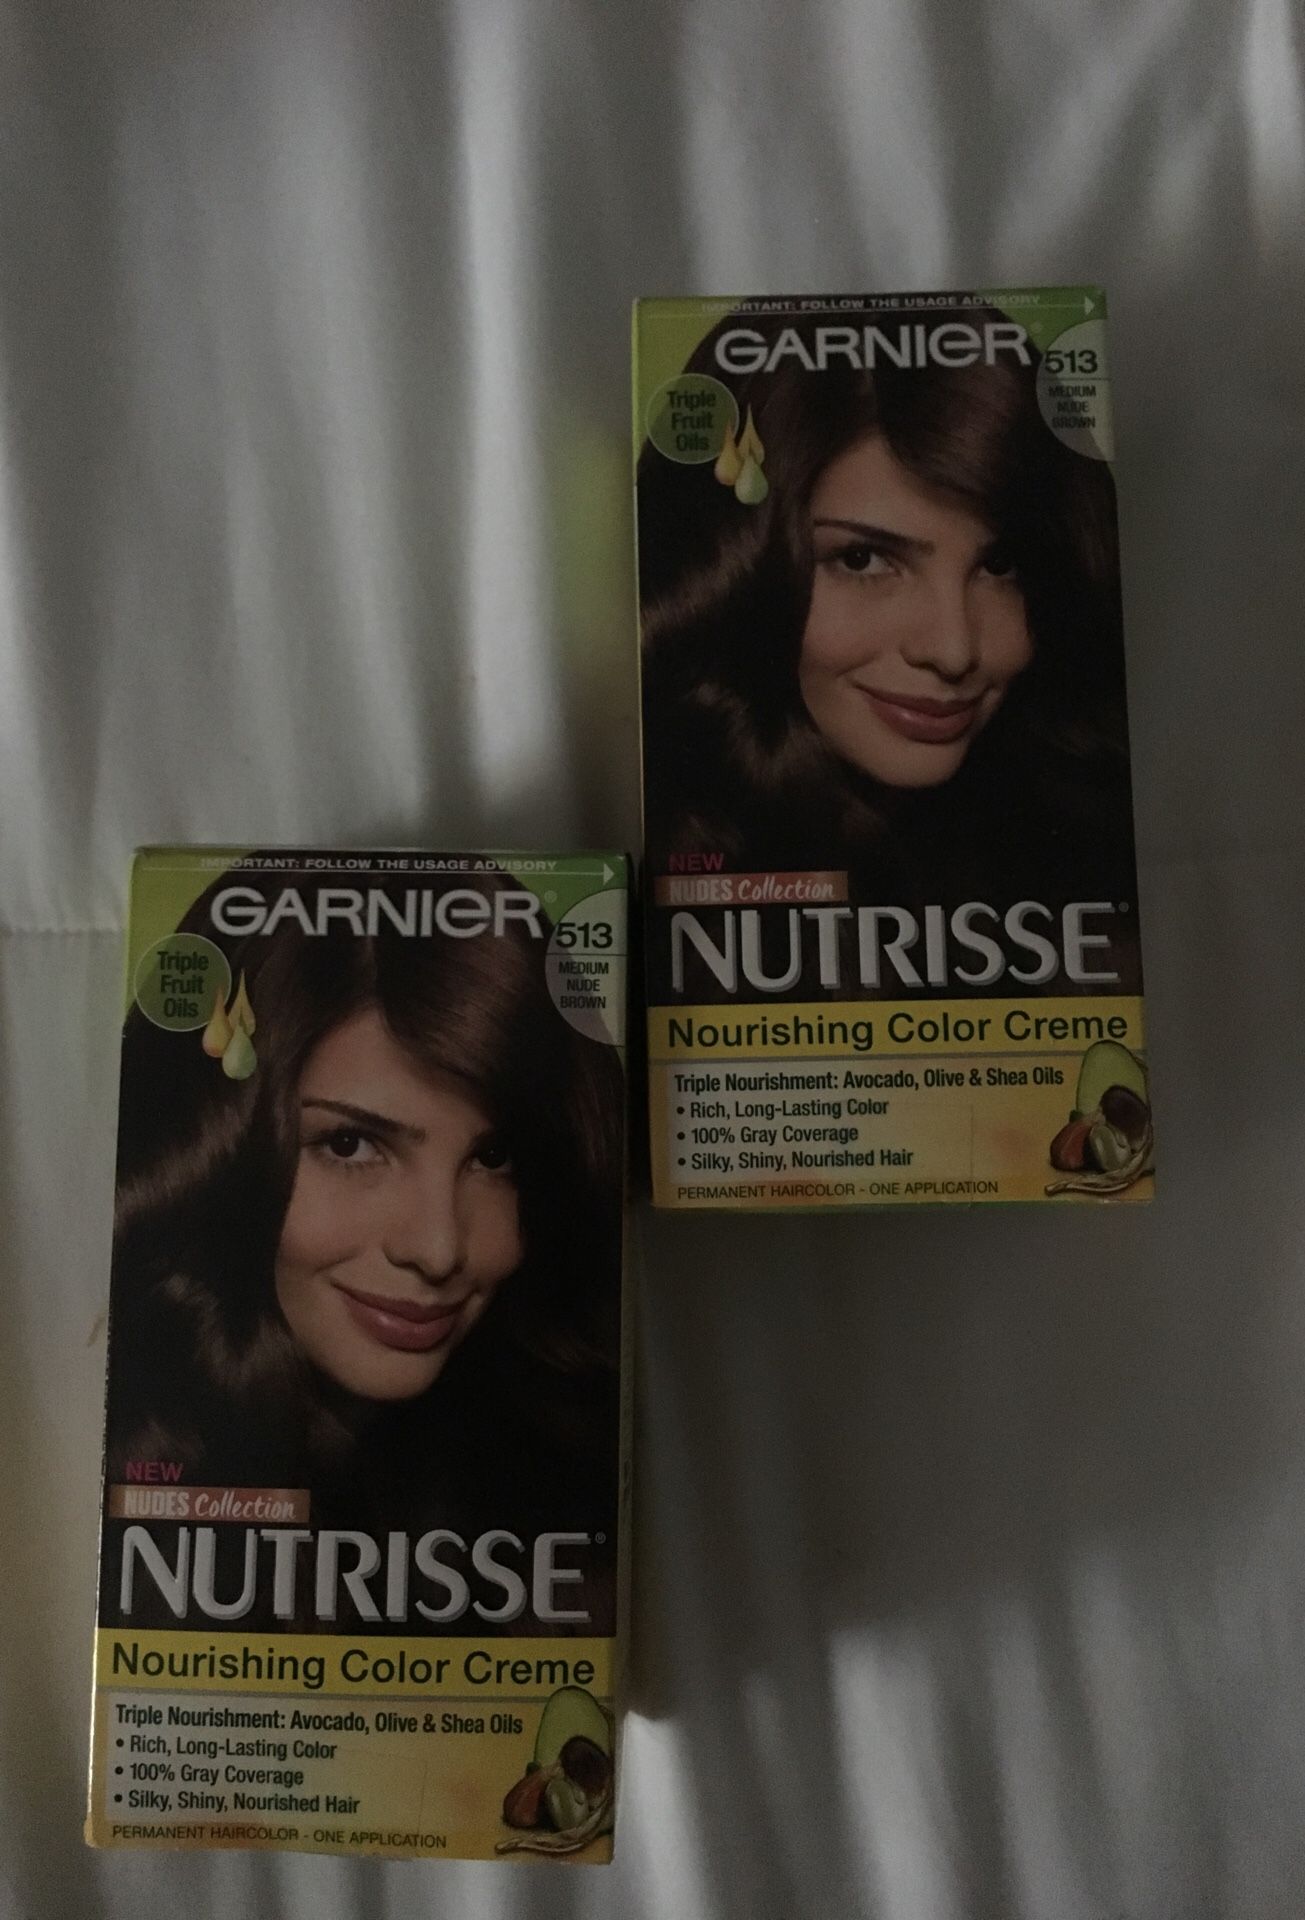 IMPORTANT: FOLLOW THE USAGE ADVISORY
GARNIER®
513
MEDIUM
NUDE
BROWN
Triple
Fruit
Oils
NEW
NUDES Collection
NUTRISSE®
Nourishing Color Creme
Triple Nourishment: Avocado, Olive & Shea Oils
• Rich, Long-Lasting Color
• 100% Gray Coverage
• Silky, Shiny, Nourished Hair
PERMANENT HAIRCOLOR - ONE APPLICATION
IMPORTANT: FOLLOW THE USAGE ADVISORY
GARNIER®
513
MEDIUM
NUDE
BROWN
Triple
Fruit
Oils
NEW
NUDES Collection
NUTRISSE®
Nourishing Color Creme
Triple Nourishment: Avocado, Olive & Shea Oils
• Rich, Long-Lasting Color
• 100% Gray Coverage
• Silky, Shiny, Nourished Hair
PERMANENT HAIRCOLOR - ONE APPLICATION